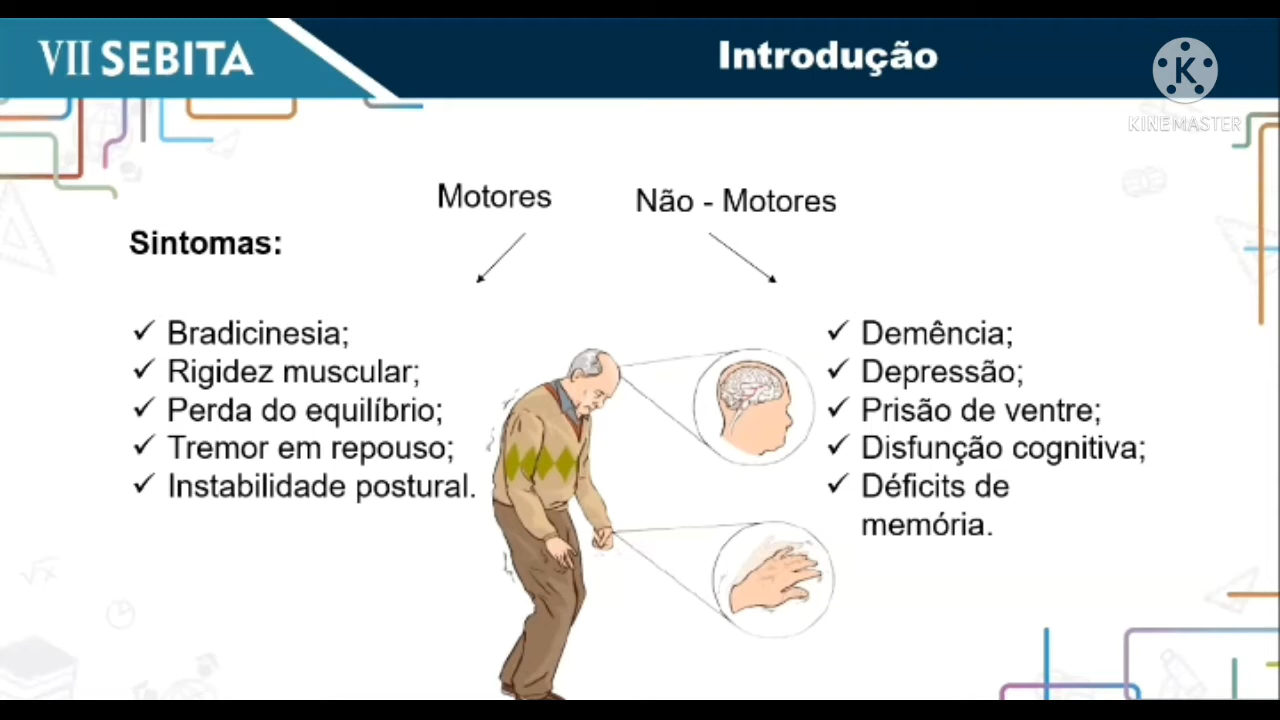 VII SEBITA
Introdução
K
KINEMASTER
Motores
Não - Motores
Sintomas:
✓ Bradicinesia;
✓ Rigidez muscular;
✓ Perda do equilíbrio;
✓ Tremor em repouso;
✓ Instabilidade postural.
✓ Demência;
✓ Depressão;
✓ Prisão de ventre;
✓ Disfunção cognitiva;
✓ Déficits de
memória.